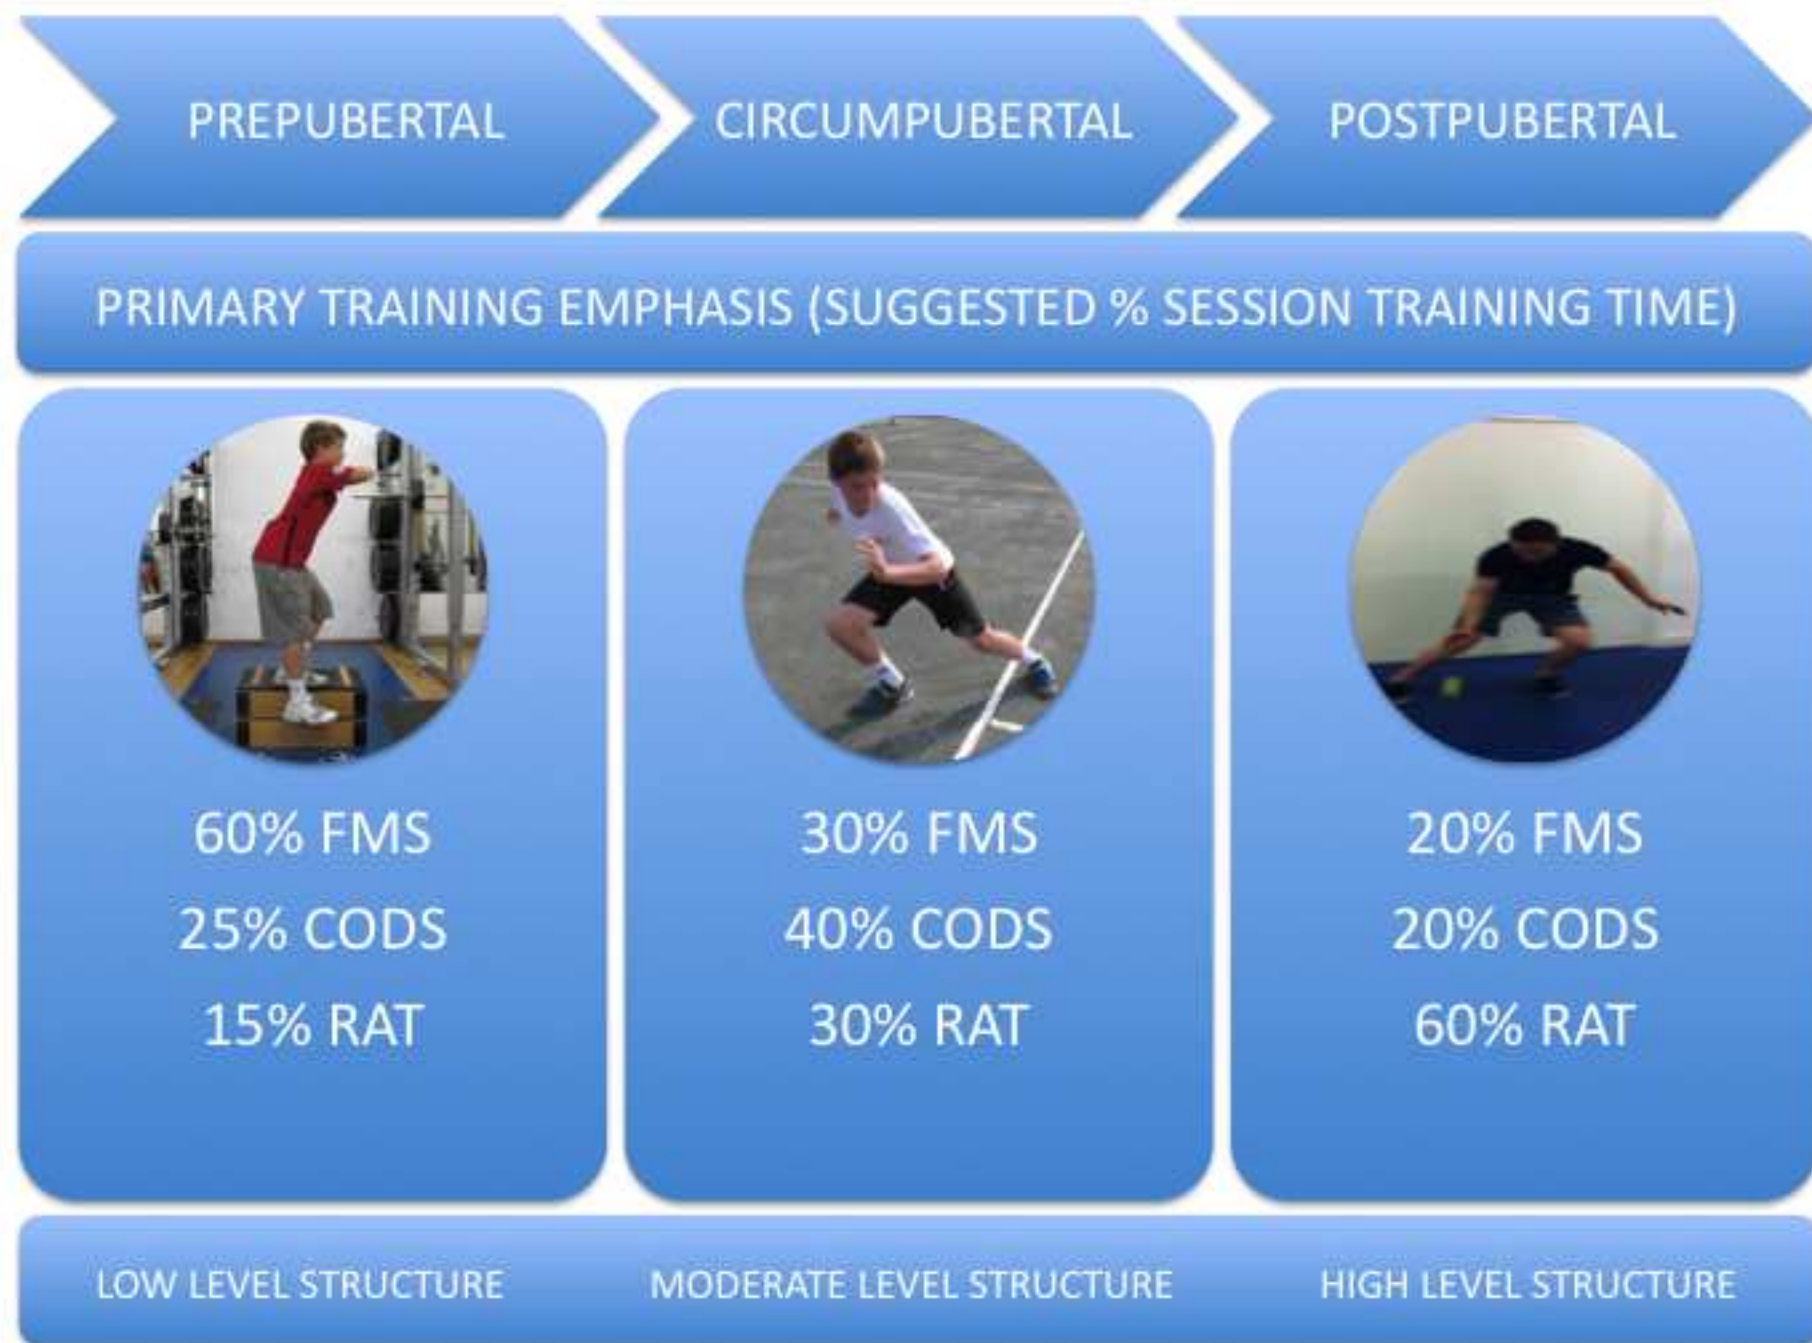 PREPUBERTAL
CIRCUMPUBERTAL
POSTPUBERTAL
PRIMARY TRAINING EMPHASIS (SUGGESTED % SESSION TRAINING TIME)
60% FMS
25% CODS
15% RAT
30% FMS
40% CODS
30% RAT
20% FMS
20% CODS
60% RAT
LOW LEVEL STRUCTURE
MODERATE LEVEL STRUCTURE
HIGH LEVEL STRUCTURE